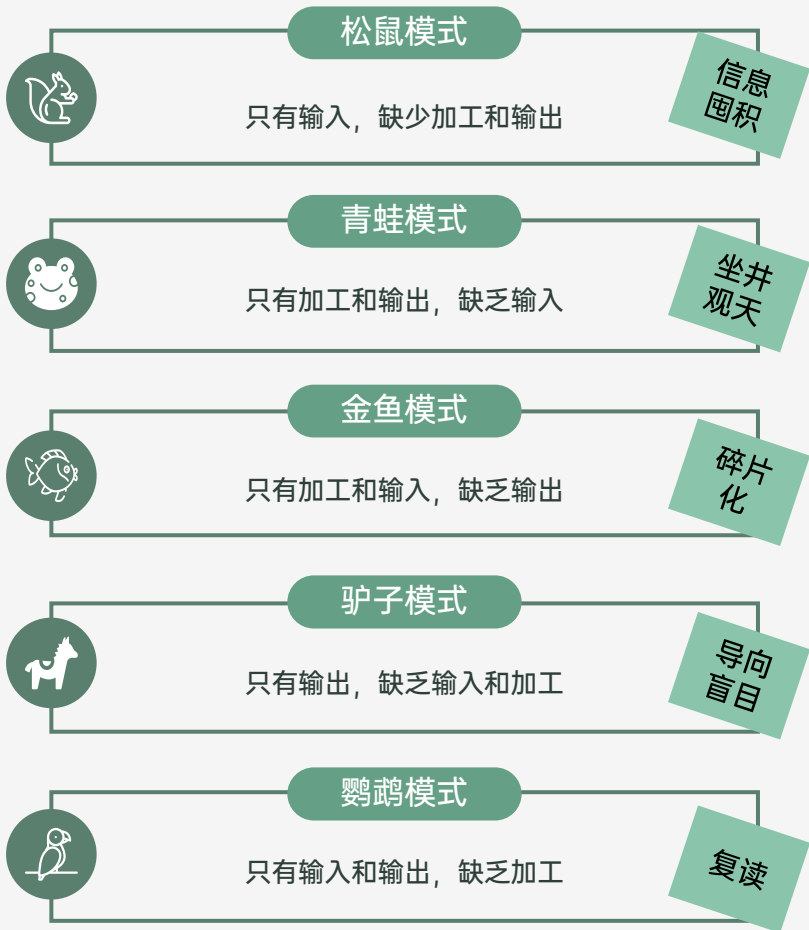 松鼠模式
只有输入，缺少加工和输出
信息
囤积
青蛙模式
只有加工和输出，缺乏输入
坐井
观天
金鱼模式
只有加工和输入，缺乏输出
碎片
化
驴子模式
只有输出，缺乏输入和加工
导向
盲目
鹦鹉模式
只有输入和输出，缺乏加工
复读